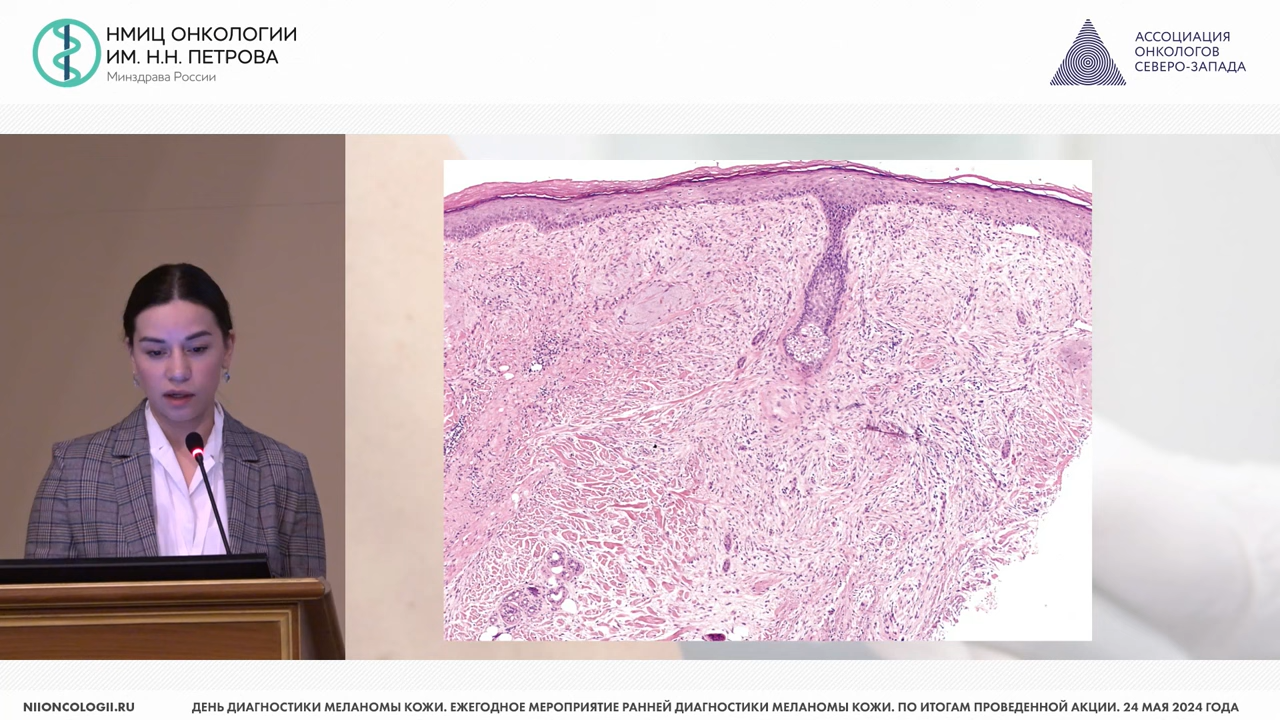 НМИЦ ОНКОЛОГИИ
ИМ. Н.Н. ПЕТРОВА
Минздрава России
АССОЦИАЦИЯ
ОНКОЛОГОВ
СЕВЕРО-ЗАПАДА
NIIONCOLOGII.RU
ДЕНЬ ДИАГНОСТИКИ МЕЛАНОМЫ КОЖИ. ЕЖЕГОДНОЕ МЕРОПРИЯТИЕ РАННЕЙ ДИАГНОСТИКИ МЕЛАНОМЫ КОЖИ. ПО ИТОГАМ ПРОВЕДЕННОЙ АКЦИИ. 24 МАЯ 2024 ГОДА